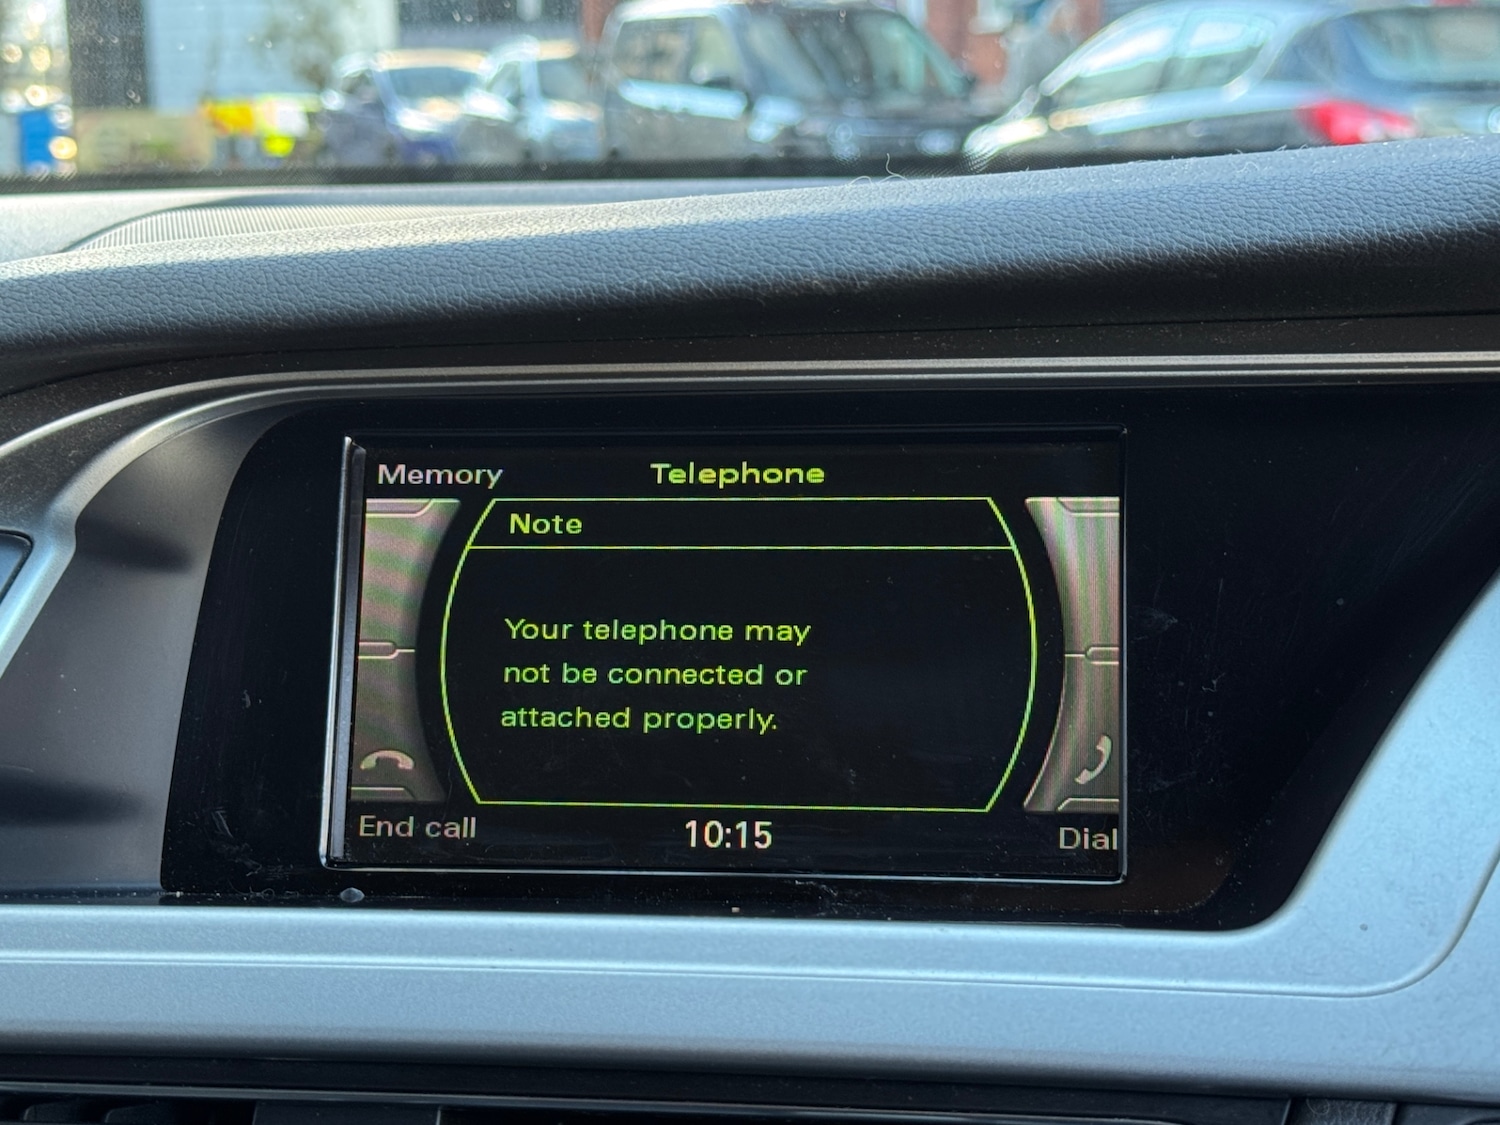 Memory
Telephone
Note
Your telephone may
not be connected or
attached properly.
End call
10:15
Dial